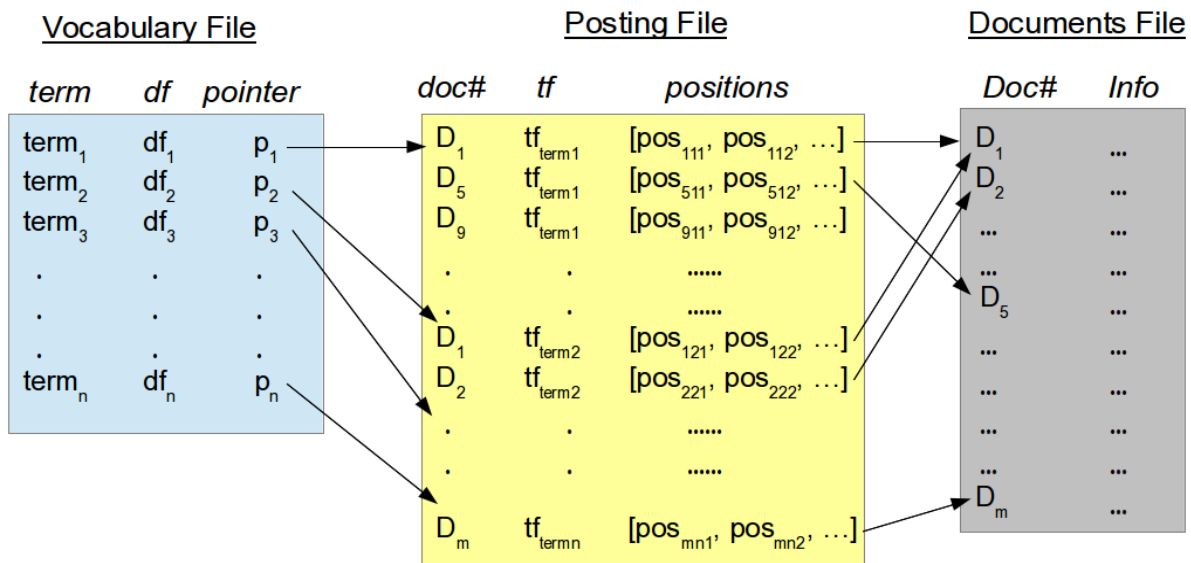 Vocabulary File
term df pointer
term1 df1 p1
term2 df2 p2
term3 df3 p3
. . .
. . .
. . .
termn dfn pn
Posting File
doc# tf positions
D1 tfterm1 [pos111, pos112, …]
D5 tfterm1 [pos511, pos512, …]
D9 tfterm1 [pos911, pos912, …]
. . ......
. . ......
D1 tfterm2 [pos121, pos122, …]
D2 tfterm2 [pos221, pos222, …]
. . ......
. . ......
Dm tftermn [posmn1, posmn2, …]
Documents File
Doc# Info
D1 ...
D2 ...
... ...
... ...
D5 ...
... ...
... ...
... ...
... ...
Dm ...